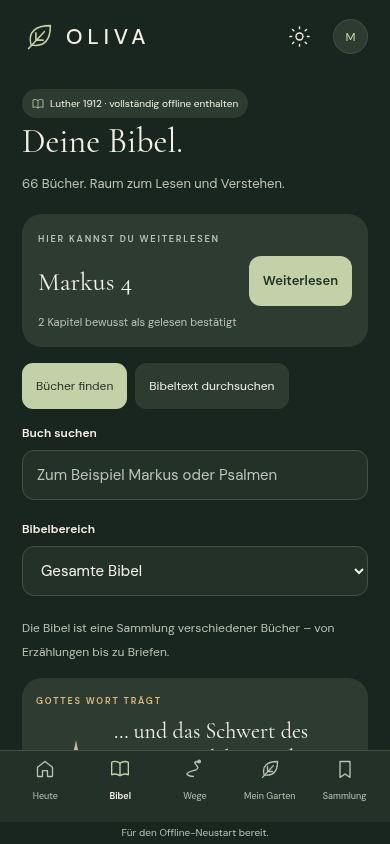 OLIVA
M
Luther 1912 · vollständig offline enthalten
Deine Bibel.
66 Bücher. Raum zum Lesen und Verstehen.
HIER KANNST DU WEITERLESEN
Markus 4
Weiterlesen
2 Kapitel bewusst als gelesen bestätigt
Bücher finden
Bibeltext durchsuchen
Buch suchen
Zum Beispiel Markus oder Psalmen
Bibelbereich
Gesamte Bibel
Die Bibel ist eine Sammlung verschiedener Bücher – von
Erzählungen bis zu Briefen.
GOTTES WORT TRÄGT
… und das Schwert des
Heute
Bibel
Wege
Mein Garten
Sammlung
Für den Offline-Neustart bereit.